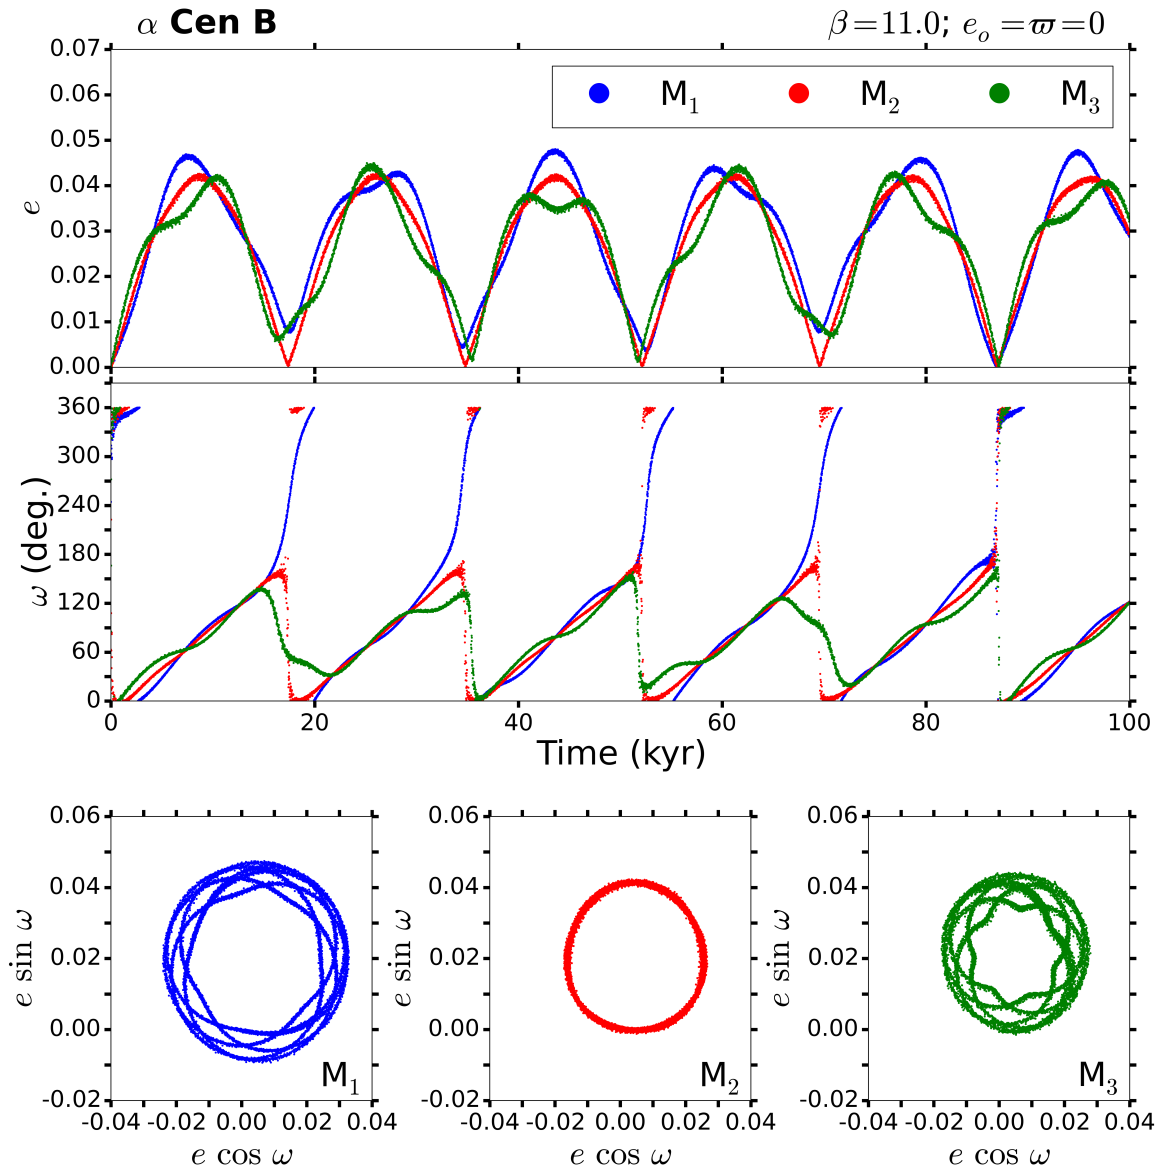 α Cen B
β=11.0; eₒ=ϖ=0
0.07
0.06
0.05
0.04
0.03
0.02
0.01
0.00
e
M₁ M₂ M₃
360
300
240
180
120
60
0
ω (deg.)
0 20 40 60 80 100
Time (kyr)
0.06
0.04
0.02
0.00
-0.02
e sin ω
M₁
-0.04 -0.02 0.00 0.02 0.04
e cos ω
0.06
0.04
0.02
0.00
-0.02
e sin ω
M₂
-0.04 -0.02 0.00 0.02 0.04
e cos ω
0.06
0.04
0.02
0.00
-0.02
e sin ω
M₃
-0.04 -0.02 0.00 0.02 0.04
e cos ω